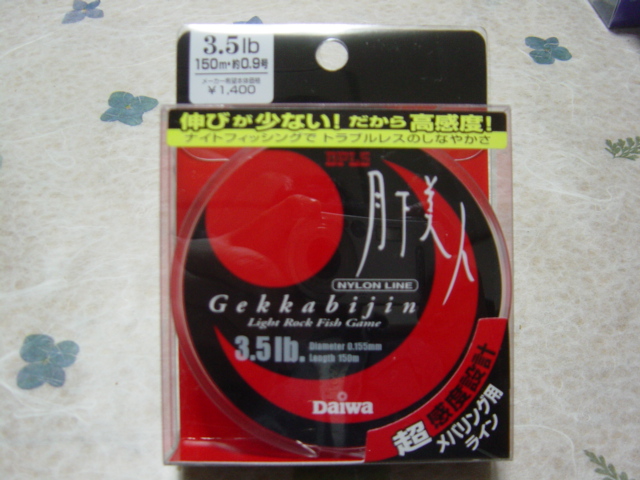 3.5lb
150m・約0.9号
メーカー希望本体価格
¥1,400
伸びが少ない!だから高感度!
ナイトフィッシングでトラブルレスのしなやかさ
DFLS
月下美人
NYLON LINE
Gekkabijin
Light Rock Fish Game
3.5lb.
Diameter 0.155mm
Length 150m
Daiwa
超感度設計
メバリング用
ライン